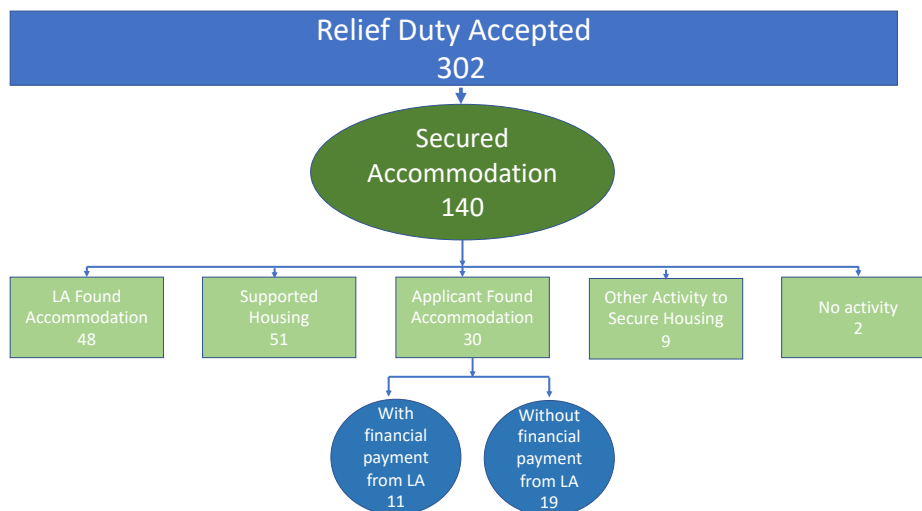 Relief Duty Accepted
302
Secured
Accommodation
140
LA Found
Accommodation
48
Supported
Housing
51
Applicant Found
Accommodation
30
Other Activity to
Secure Housing
9
No activity
2
With
financial
payment
from LA
11
Without
financial
payment
from LA
19